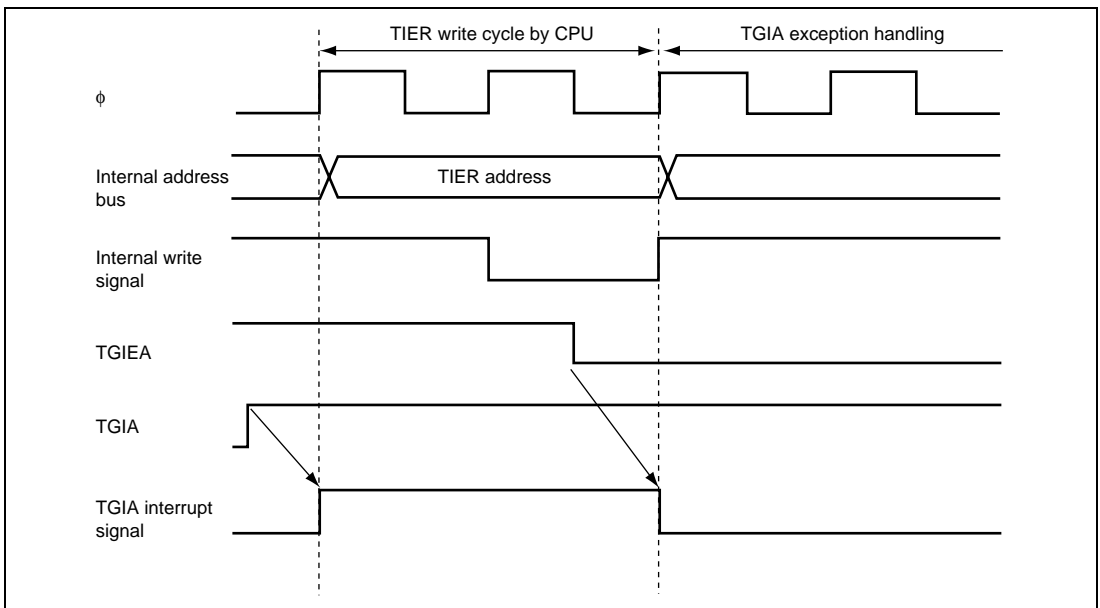 TIER write cycle by CPU
TGIA exception handling
ϕ
Internal address
bus
TIER address
Internal write
signal
TGIEA
TGIA
TGIA interrupt
signal